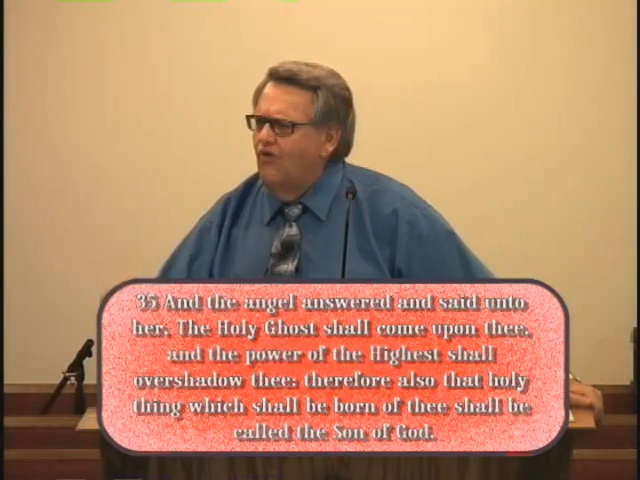 35 And the angel answered and said unto
her, The Holy Ghost shall come upon thee,
and the power of the Highest shall
overshadow thee: therefore also that holy
thing which shall be born of thee shall be
called the Son of God.